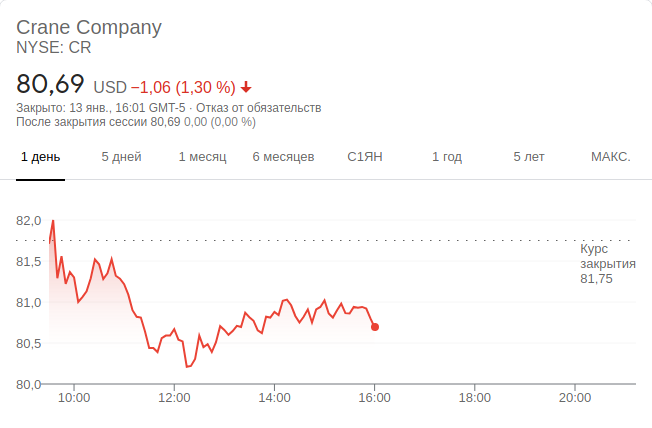 Crane Company
NYSE: CR
80,69 USD −1,06 (1,30 %)
Закрыто: 13 янв., 16:01 GMT-5 · Отказ от обязательств
После закрытия сессии 80,69 0,00 (0,00 %)
1 день 5 дней 1 месяц 6 месяцев С1ЯН 1 год 5 лет МАКС.
82,0
Курс
закрытия
81,75
81,5
81,0
80,5
80,0
10:00 12:00 14:00 16:00 18:00 20:00